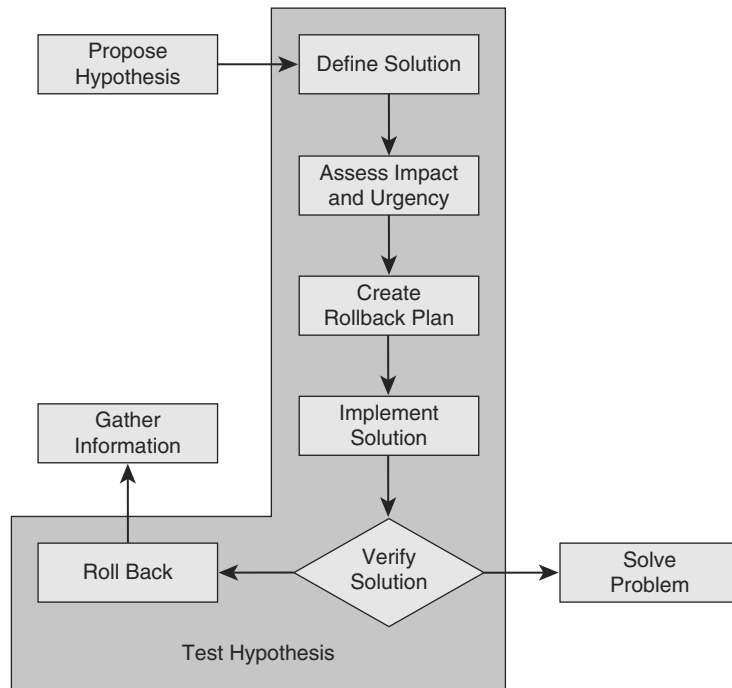 Propose
Hypothesis
Define Solution
Assess Impact
and Urgency
Create
Rollback Plan
Implement
Solution
Gather
Information
Verify
Solution
Roll Back
Solve
Problem
Test Hypothesis